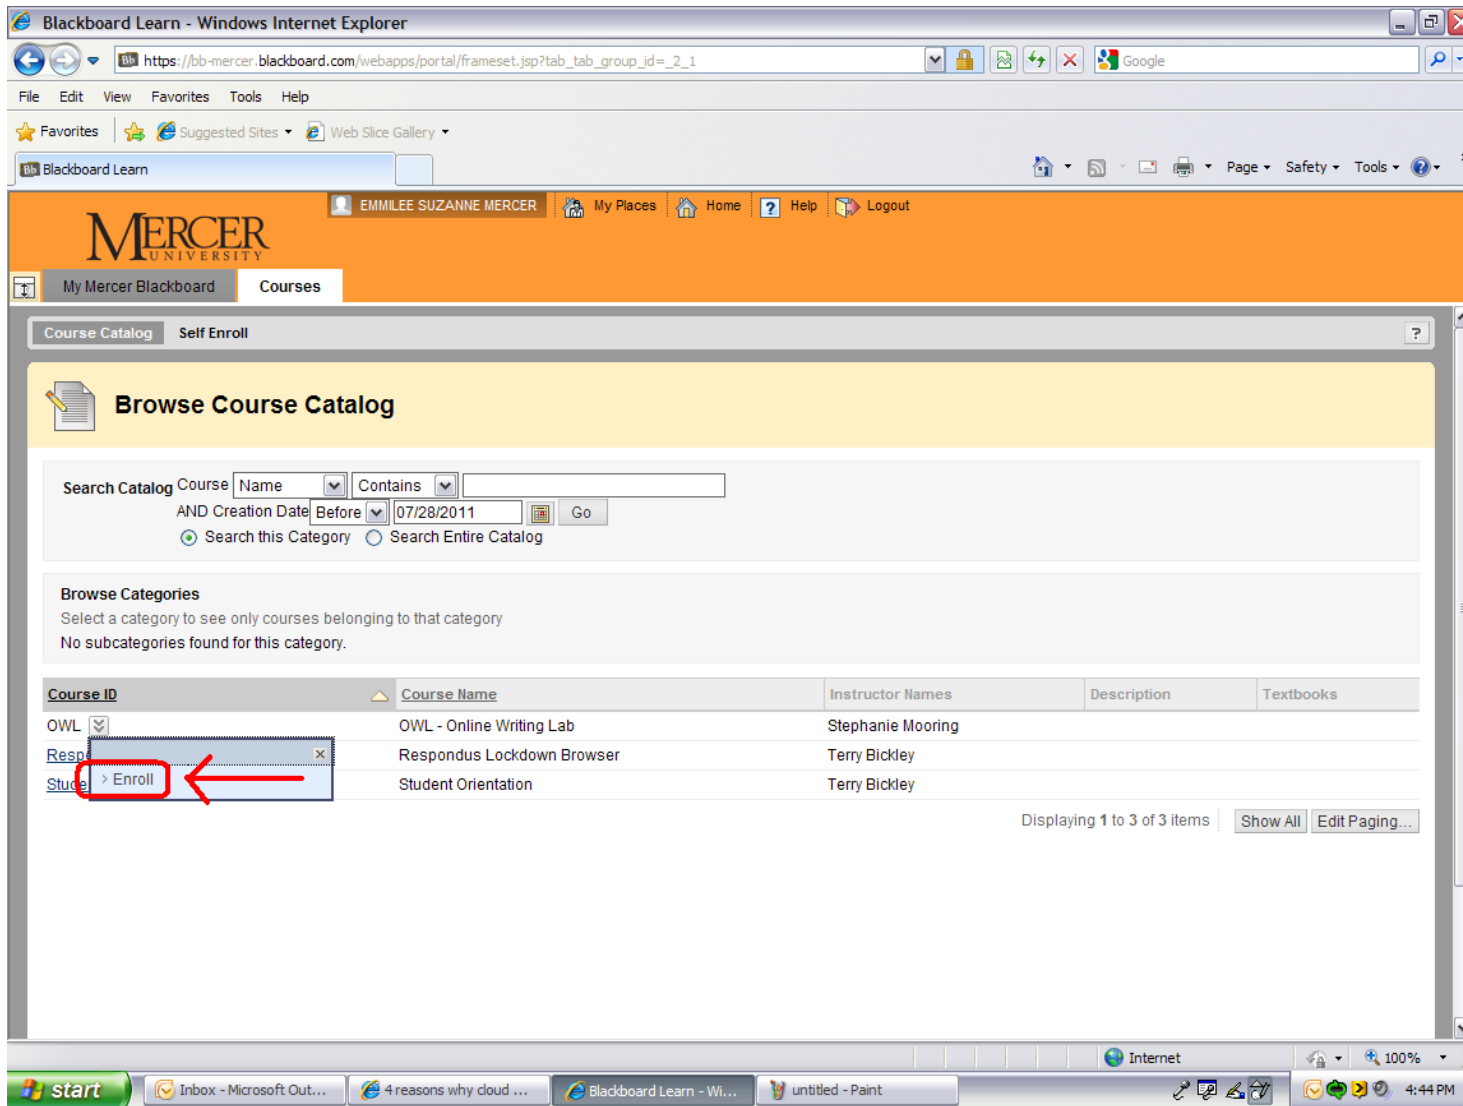 Blackboard Learn - Windows Internet Explorer
https://bb-mercer.blackboard.com/webapps/portal/frameset.jsp?tab_tab_group_id=_2_1
Google
File Edit View Favorites Tools Help
Favorites Suggested Sites Web Slice Gallery
Blackboard Learn
Page Safety Tools
EMMILEE SUZANNE MERCER My Places Home ? Help Logout
MERCER
UNIVERSITY
My Mercer Blackboard Courses
Course Catalog Self Enroll ?
Browse Course Catalog
Search Catalog Course Name Contains
AND Creation Date Before 07/28/2011 Go
Search this Category Search Entire Catalog
Browse Categories
Select a category to see only courses belonging to that category
No subcategories found for this category.
Course ID Course Name Instructor Names Description Textbooks
OWL OWL - Online Writing Lab Stephanie Mooring
Resp Respondus Lockdown Browser Terry Bickley
> Enroll
Stude Student Orientation Terry Bickley
Displaying 1 to 3 of 3 items Show All Edit Paging...
Internet 100%
start Inbox - Microsoft Out... 4 reasons why cloud ... Blackboard Learn - Wi... untitled - Paint 4:44 PM